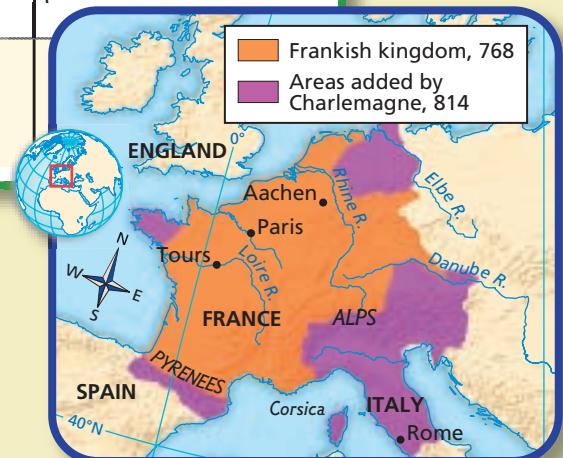 Frankish kingdom, 768
Areas added by
Charlemagne, 814
0°
ENGLAND
Aachen
Rhine R.
Elbe R.
Paris
Tours
Loire R.
Danube R.
N
W
E
S
FRANCE
ALPS
PYRENEES
SPAIN
Corsica
ITALY
40°N
Rome